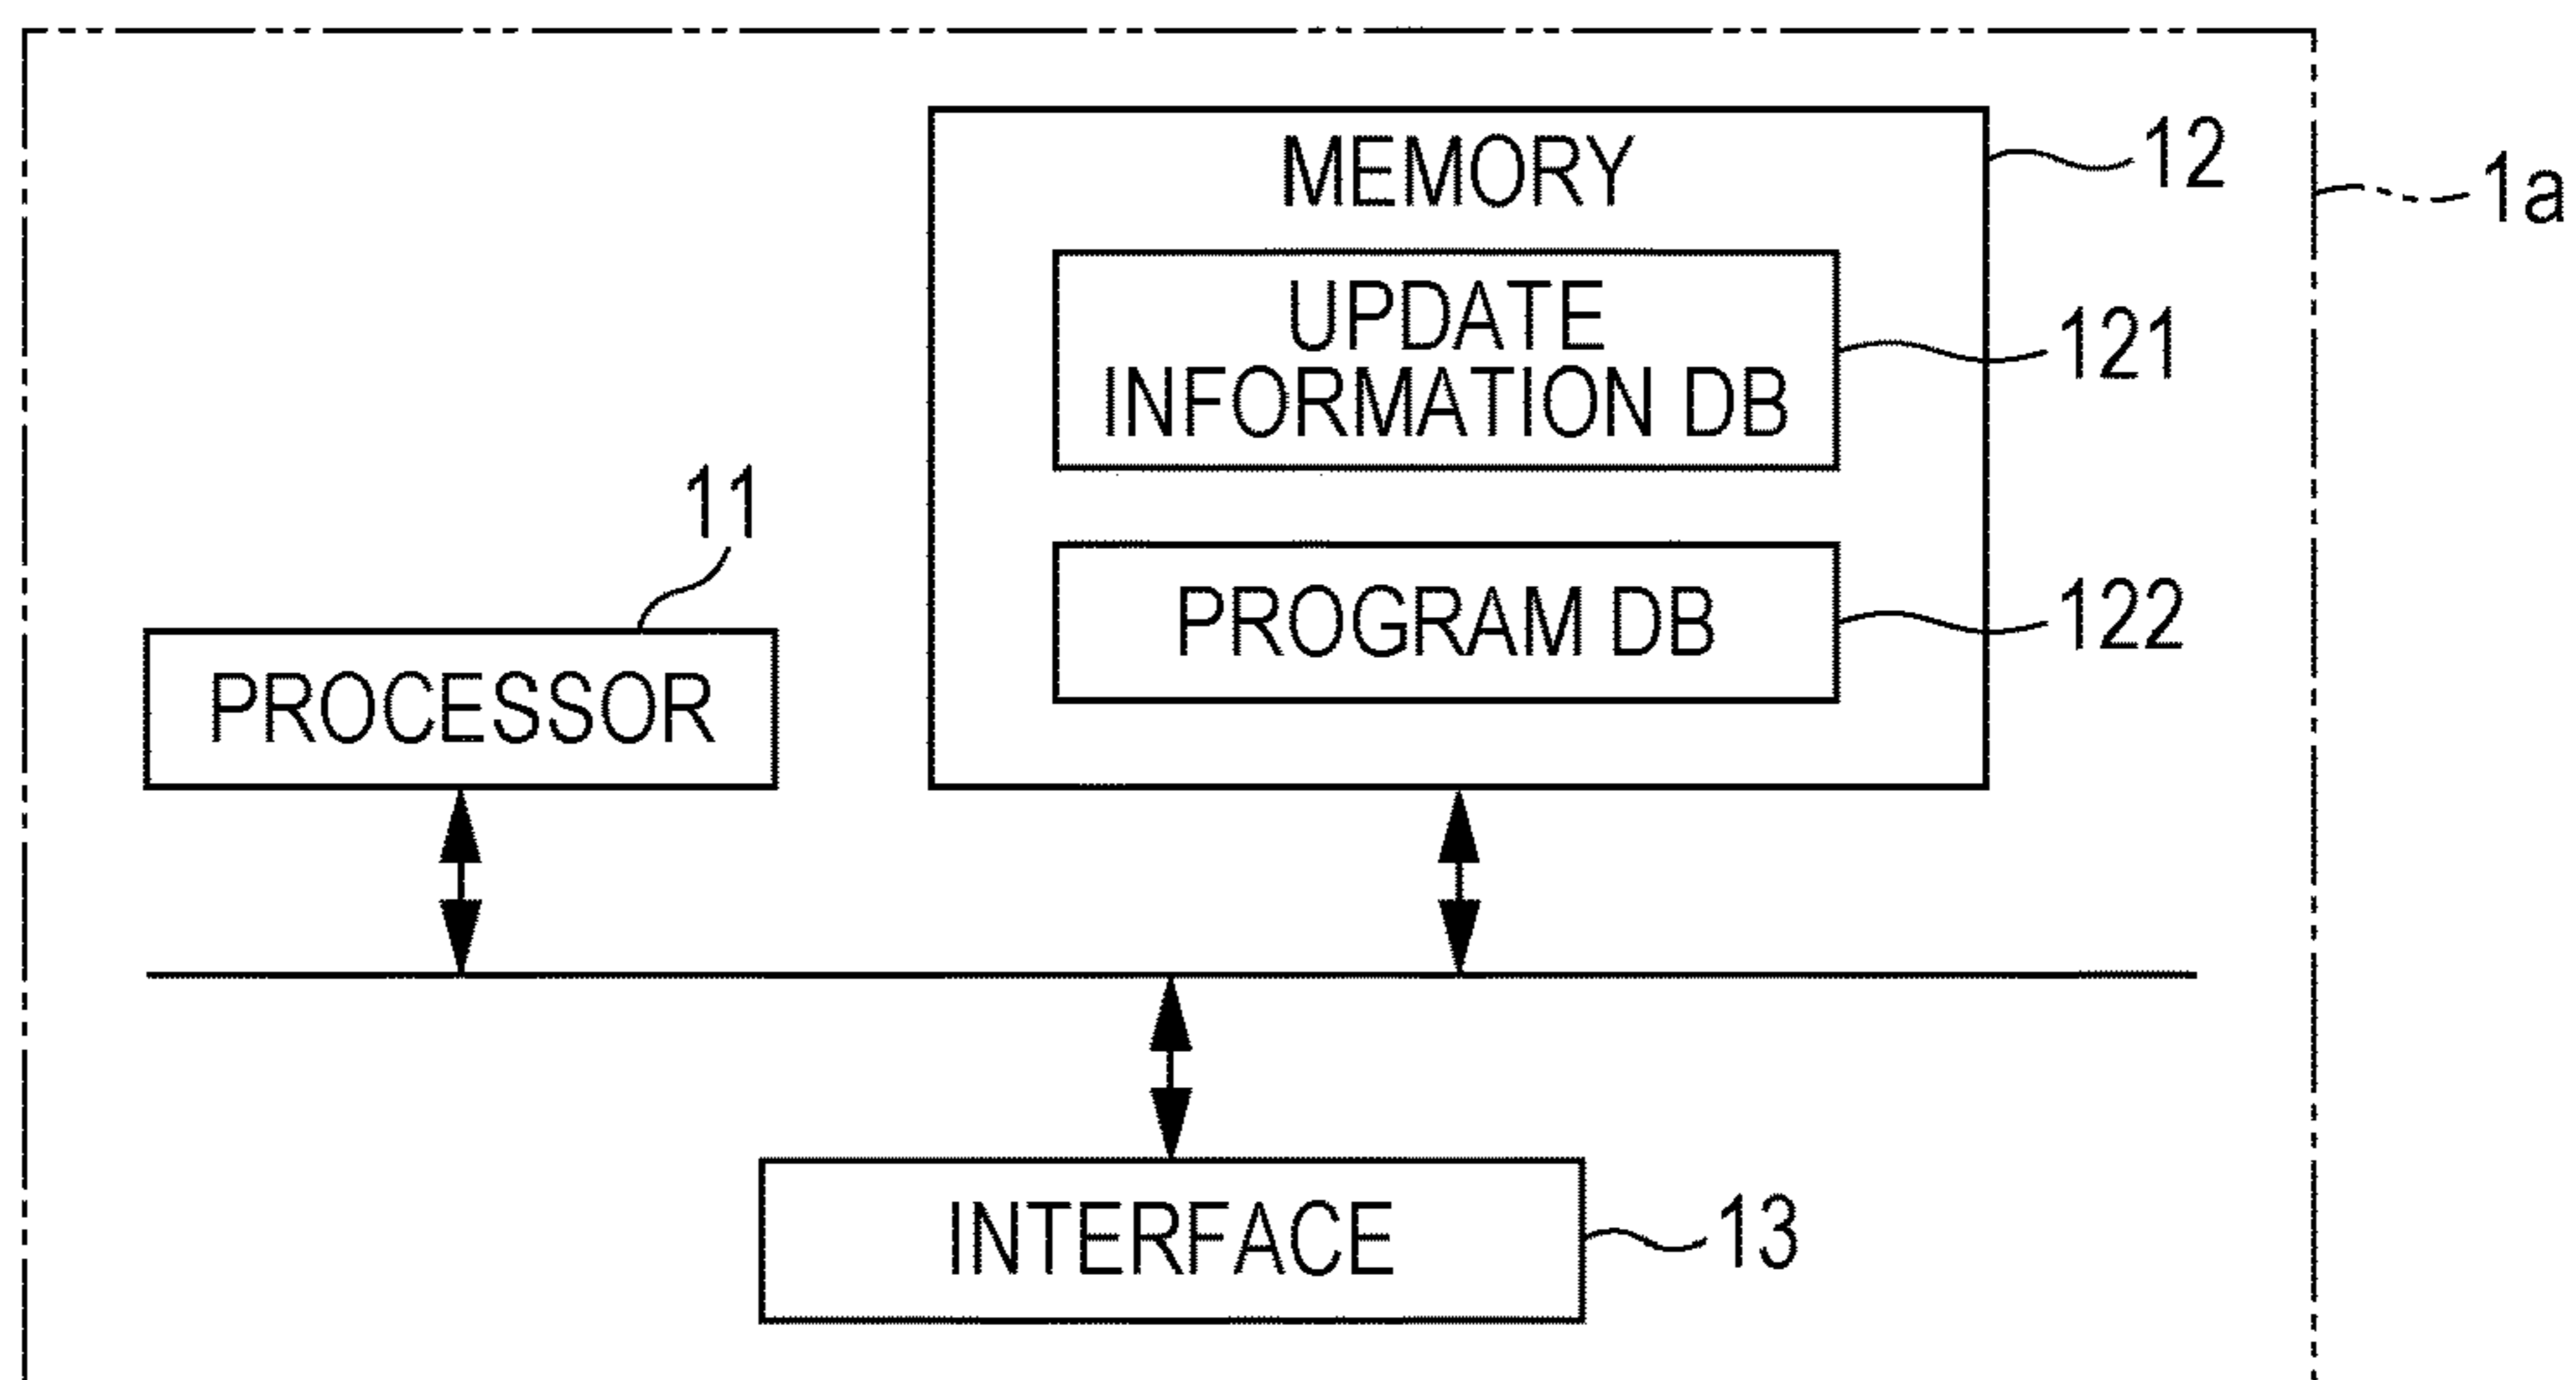 MEMORY
12
1a
UPDATE
INFORMATION DB
121
11
PROGRAM DB
122
PROCESSOR
INTERFACE
13